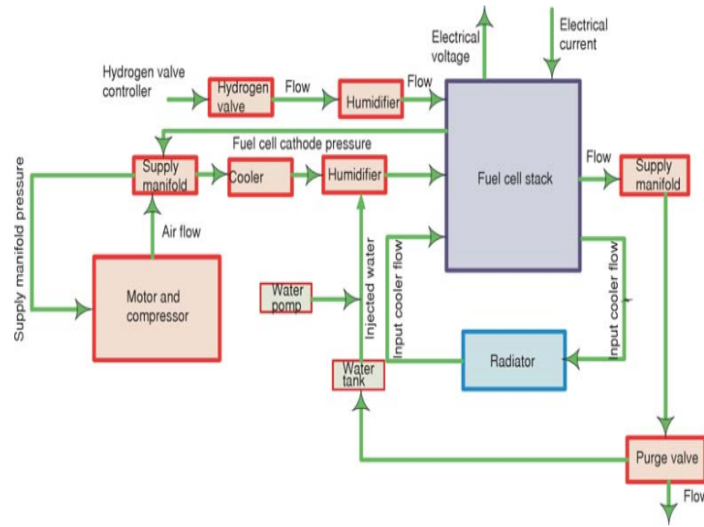 Electrical
voltage
Electrical
current
Hydrogen valve
controller
Hydrogen
valve
Flow
Humidifier
Flow
Fuel cell cathode pressure
Supply
manifold
Cooler
Humidifier
Fuel cell stack
Flow
Supply
manifold
Supply manifold pressure
Air flow
Motor and
compressor
Water
pomp
Injected water
Input cooler flow
Radiator
Input cooler flow
Water
tank
Purge valve
Flow